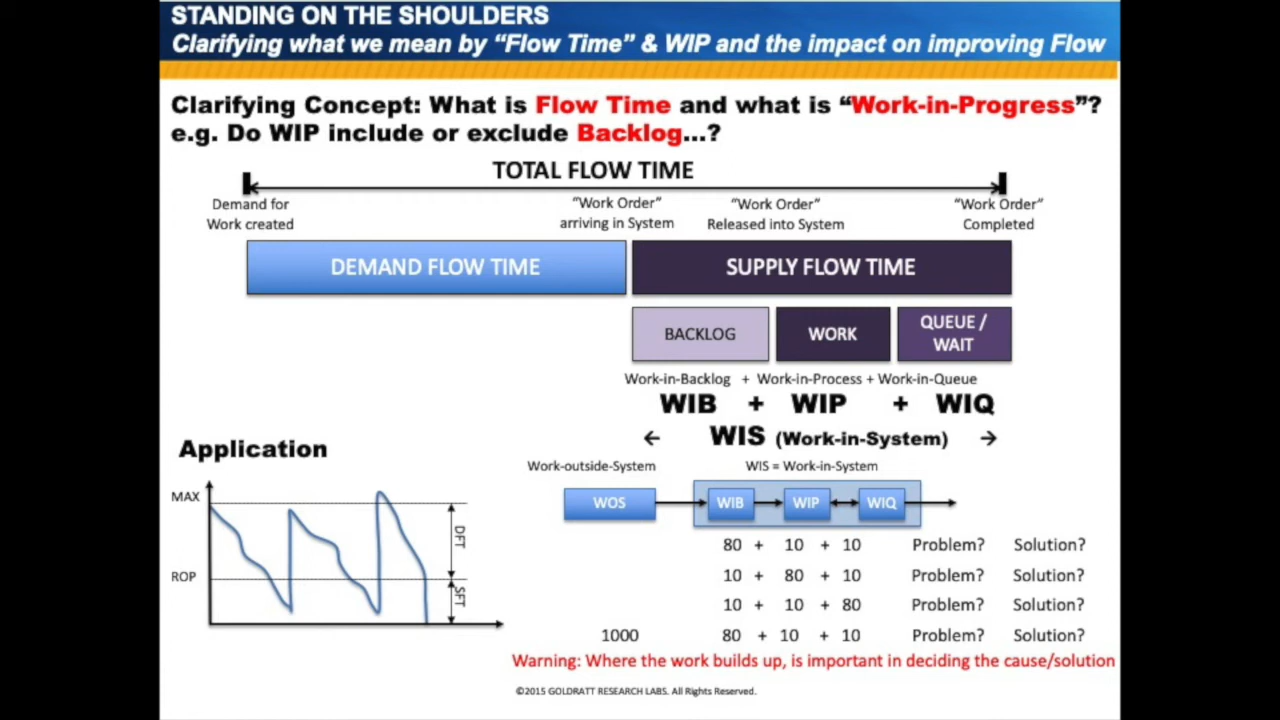 STANDING ON THE SHOULDERS
Clarifying what we mean by “Flow Time” & WIP and the impact on improving Flow
Clarifying Concept: What is Flow Time and what is “Work-in-Progress”?
e.g. Do WIP include or exclude Backlog...?
TOTAL FLOW TIME
Demand for
Work created
“Work Order”
arriving in System
“Work Order”
Released into System
“Work Order”
Completed
DEMAND FLOW TIME
SUPPLY FLOW TIME
BACKLOG
WORK
QUEUE /
WAIT
Work-in-Backlog + Work-in-Process + Work-in-Queue
WIB + WIP + WIQ
← WIS (Work-in-System) →
Application
MAX
ROP
DFT
SFT
Work-outside-System
WIS = Work-in-System
WOS
WIB
WIP
WIQ
80 + 10 + 10 Problem? Solution?
10 + 80 + 10 Problem? Solution?
10 + 10 + 80 Problem? Solution?
1000 80 + 10 + 10 Problem? Solution?
Warning: Where the work builds up, is important in deciding the cause/solution
©2015 GOLDRATT RESEARCH LABS. All Rights Reserved.